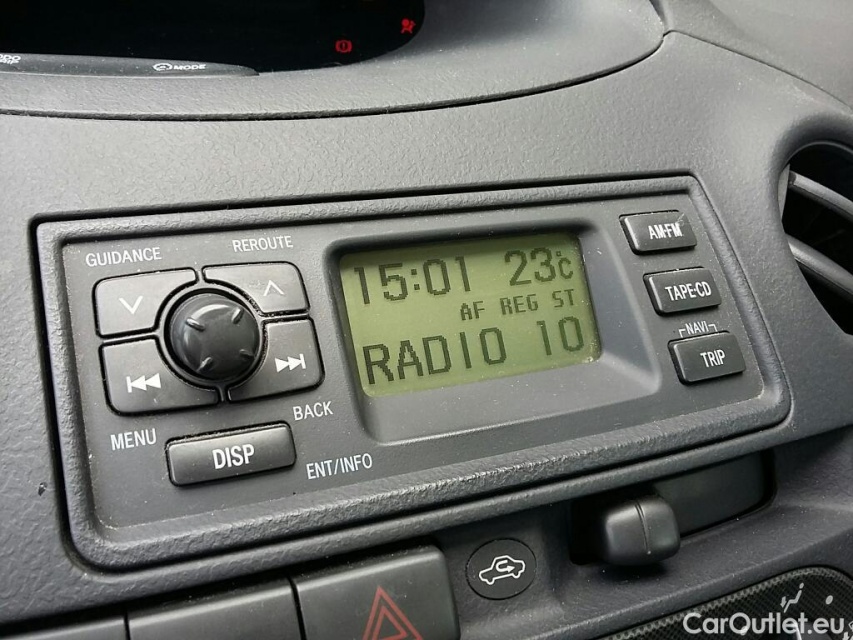 MODE
GUIDANCE
REROUTE
15:01 23°C
AF REG ST
RADIO 10
AM•FM
TAPE•CD
NAVI
TRIP
MENU
BACK
DISP
ENT/INFO
CarOutlet.eu